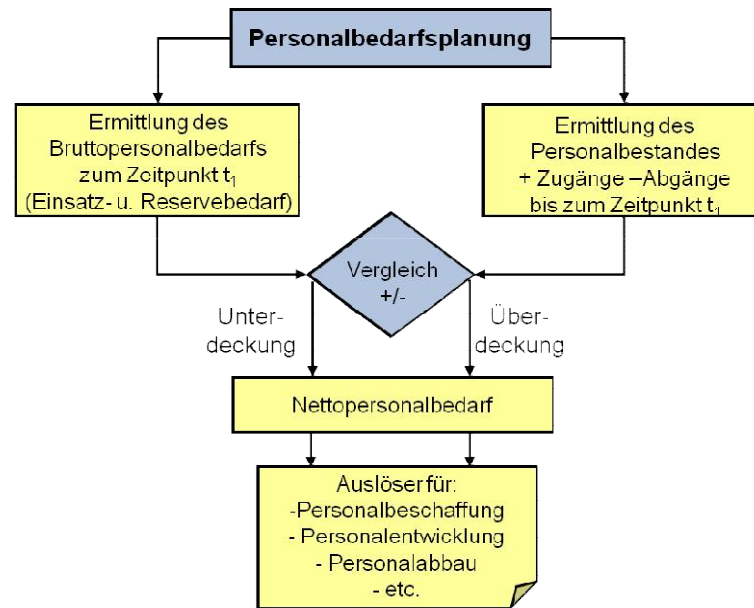 Personalbedarfsplanung
Ermittlung des
Bruttopersonalbedarfs
zum Zeitpunkt t₁
(Einsatz- u. Reservebedarf)
Ermittlung des
Personalbestandes
+ Zugänge –Abgänge
bis zum Zeitpunkt t₁
Vergleich
+/-
Unter-
deckung
Über-
deckung
Nettopersonalbedarf
Auslöser für:
-Personalbeschaffung
- Personalentwicklung
- Personalabbau
- etc.